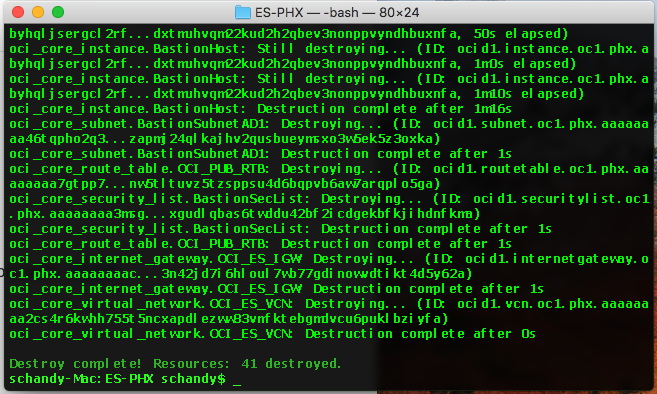 ES-PHX — -bash — 80×24
byhqljsergcl2rf...dxtmuhvqm22kud2h2qbev3nonppvyndhbuxnfa, 50s elapsed)
oci_core_instance.BastionHost: Still destroying... (ID: ocid1.instance.oc1.phx.a
byhqljsergcl2rf...dxtmuhvqm22kud2h2qbev3nonppvyndhbuxnfa, 1m0s elapsed)
oci_core_instance.BastionHost: Still destroying... (ID: ocid1.instance.oc1.phx.a
byhqljsergcl2rf...dxtmuhvqm22kud2h2qbev3nonppvyndhbuxnfa, 1m10s elapsed)
oci_core_instance.BastionHost: Destruction complete after 1m16s
oci_core_subnet.BastionSubnetAD1: Destroying... (ID: ocid1.subnet.oc1.phx.aaaaaa
aa46tqpho2q3...zapmj24qlkajhv2qusbueymsxo3w5ek5z3oxka)
oci_core_subnet.BastionSubnetAD1: Destruction complete after 1s
oci_core_route_table.OCI_PUB_RTB: Destroying... (ID: ocid1.routetable.oc1.phx.aa
aaaaaa7gtpp7...nw5tltuvz5tzsppsu4d6bqpvb6aw7arqplo5ga)
oci_core_security_list.BastionSecList: Destroying... (ID: ocid1.securitylist.oc1
.phx.aaaaaaaa3msg...xgudlqbas6twddu42bf2icdgekbfkjihdnfkma)
oci_core_security_list.BastionSecList: Destruction complete after 1s
oci_core_route_table.OCI_PUB_RTB: Destruction complete after 1s
oci_core_internet_gateway.OCI_ES_IGW: Destroying... (ID: ocid1.internetgateway.o
c1.phx.aaaaaaaac...3n42jd7i6hloul7wb77gdinovwdtikt4d5y62a)
oci_core_internet_gateway.OCI_ES_IGW: Destruction complete after 1s
oci_core_virtual_network.OCI_ES_VCN: Destroying... (ID: ocid1.vcn.oc1.phx.aaaaaa
aa2cs4r6kwhh755t5ncxapdlezww83vmfktebgmdvcu6puklbziyfa)
oci_core_virtual_network.OCI_ES_VCN: Destruction complete after 0s
Destroy complete! Resources: 41 destroyed.
schandy-Mac:ES-PHX schandy$ _